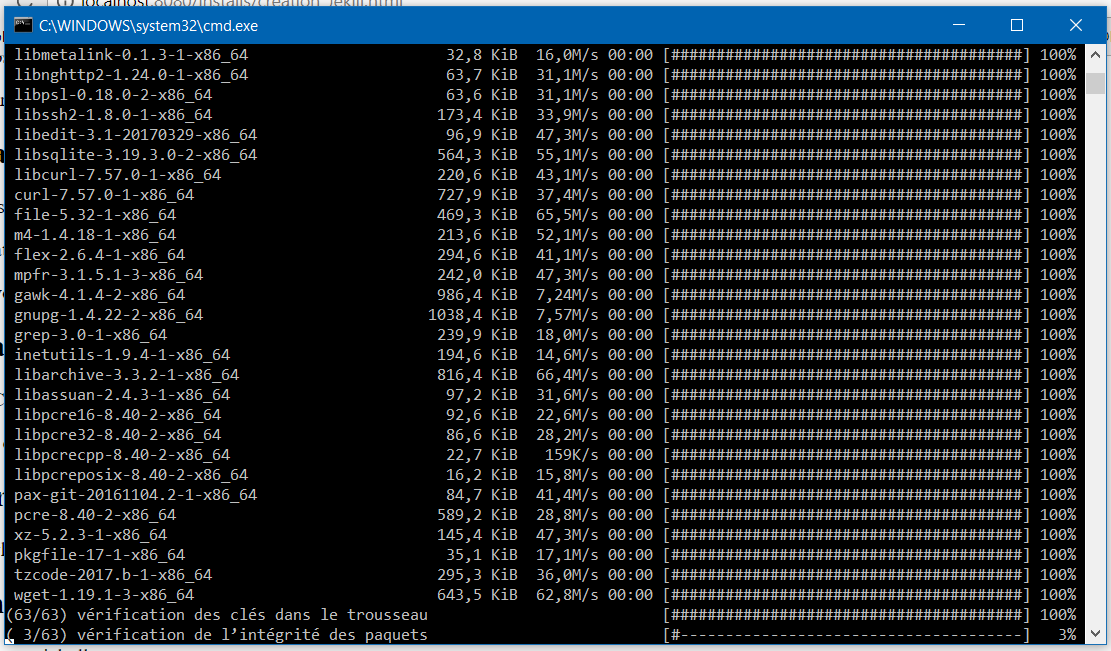 localhost:8080/installs/creation_jekill.html
C:\WINDOWS\system32\cmd.exe
libmetalink-0.1.3-1-x86_64 32,8 KiB 16,0M/s 00:00 [#######################################] 100%
libnghttp2-1.24.0-1-x86_64 63,7 KiB 31,1M/s 00:00 [#######################################] 100%
libpsl-0.18.0-2-x86_64 63,6 KiB 31,1M/s 00:00 [#######################################] 100%
libssh2-1.8.0-1-x86_64 173,4 KiB 33,9M/s 00:00 [#######################################] 100%
libedit-3.1-20170329-x86_64 96,9 KiB 47,3M/s 00:00 [#######################################] 100%
libsqlite-3.19.3.0-2-x86_64 564,3 KiB 55,1M/s 00:00 [#######################################] 100%
libcurl-7.57.0-1-x86_64 220,6 KiB 43,1M/s 00:00 [#######################################] 100%
curl-7.57.0-1-x86_64 727,9 KiB 37,4M/s 00:00 [#######################################] 100%
file-5.32-1-x86_64 469,3 KiB 65,5M/s 00:00 [#######################################] 100%
m4-1.4.18-1-x86_64 213,6 KiB 52,1M/s 00:00 [#######################################] 100%
flex-2.6.4-1-x86_64 294,6 KiB 41,1M/s 00:00 [#######################################] 100%
mpfr-3.1.5.1-3-x86_64 242,0 KiB 47,3M/s 00:00 [#######################################] 100%
gawk-4.1.4-2-x86_64 986,4 KiB 7,24M/s 00:00 [#######################################] 100%
gnupg-1.4.22-2-x86_64 1038,4 KiB 7,57M/s 00:00 [#######################################] 100%
grep-3.0-1-x86_64 239,9 KiB 18,0M/s 00:00 [#######################################] 100%
inetutils-1.9.4-1-x86_64 194,6 KiB 14,6M/s 00:00 [#######################################] 100%
libarchive-3.3.2-1-x86_64 816,4 KiB 66,4M/s 00:00 [#######################################] 100%
libassuan-2.4.3-1-x86_64 97,2 KiB 31,6M/s 00:00 [#######################################] 100%
libpcre16-8.40-2-x86_64 92,6 KiB 22,6M/s 00:00 [#######################################] 100%
libpcre32-8.40-2-x86_64 86,6 KiB 28,2M/s 00:00 [#######################################] 100%
libpcrecpp-8.40-2-x86_64 22,7 KiB 159K/s 00:00 [#######################################] 100%
libpcreposix-8.40-2-x86_64 16,2 KiB 15,8M/s 00:00 [#######################################] 100%
pax-git-20161104.2-1-x86_64 84,7 KiB 41,4M/s 00:00 [#######################################] 100%
pcre-8.40-2-x86_64 589,2 KiB 28,8M/s 00:00 [#######################################] 100%
xz-5.2.3-1-x86_64 145,4 KiB 47,3M/s 00:00 [#######################################] 100%
pkgfile-17-1-x86_64 35,1 KiB 17,1M/s 00:00 [#######################################] 100%
tzcode-2017.b-1-x86_64 295,3 KiB 36,0M/s 00:00 [#######################################] 100%
wget-1.19.1-3-x86_64 643,5 KiB 62,8M/s 00:00 [#######################################] 100%
(63/63) vérification des clés dans le trousseau [#######################################] 100%
( 3/63) vérification de l’intégrité des paquets [#--------------------------------------] 3%